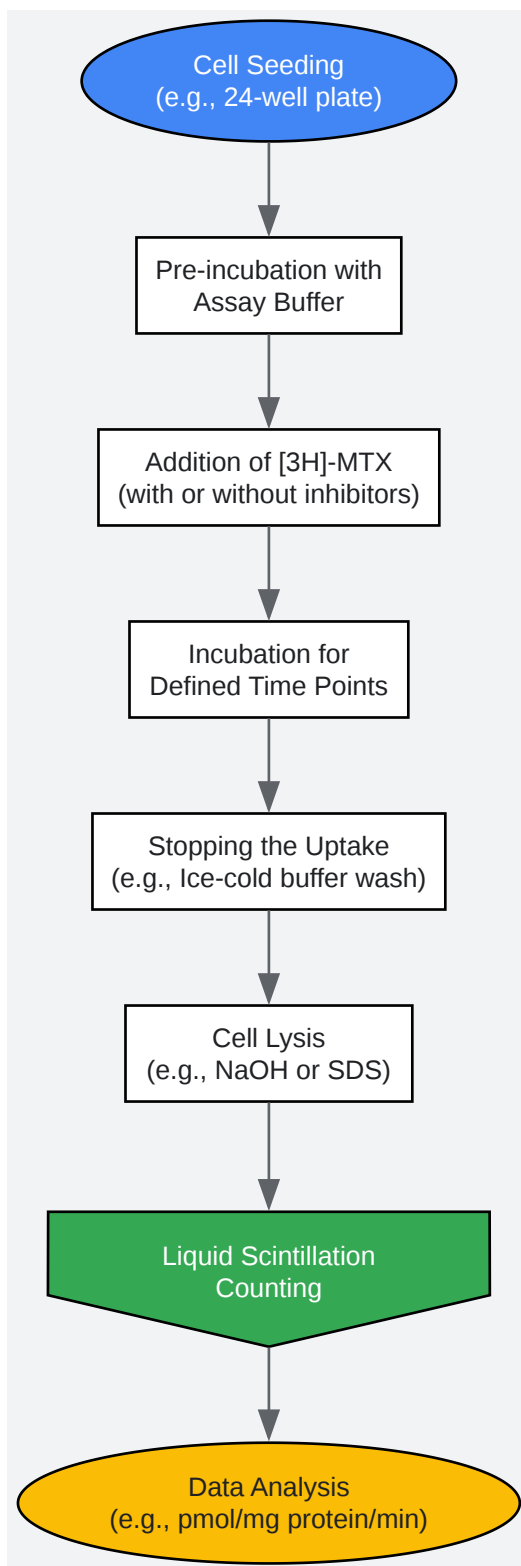 Cell Seeding
(e.g., 24-well plate)
Pre-incubation with
Assay Buffer
Addition of [3H]-MTX
(with or without inhibitors)
Incubation for
Defined Time Points
Stopping the Uptake
(e.g., Ice-cold buffer wash)
Cell Lysis
(e.g., NaOH or SDS)
Liquid Scintillation
Counting
Data Analysis
(e.g., pmol/mg protein/min)